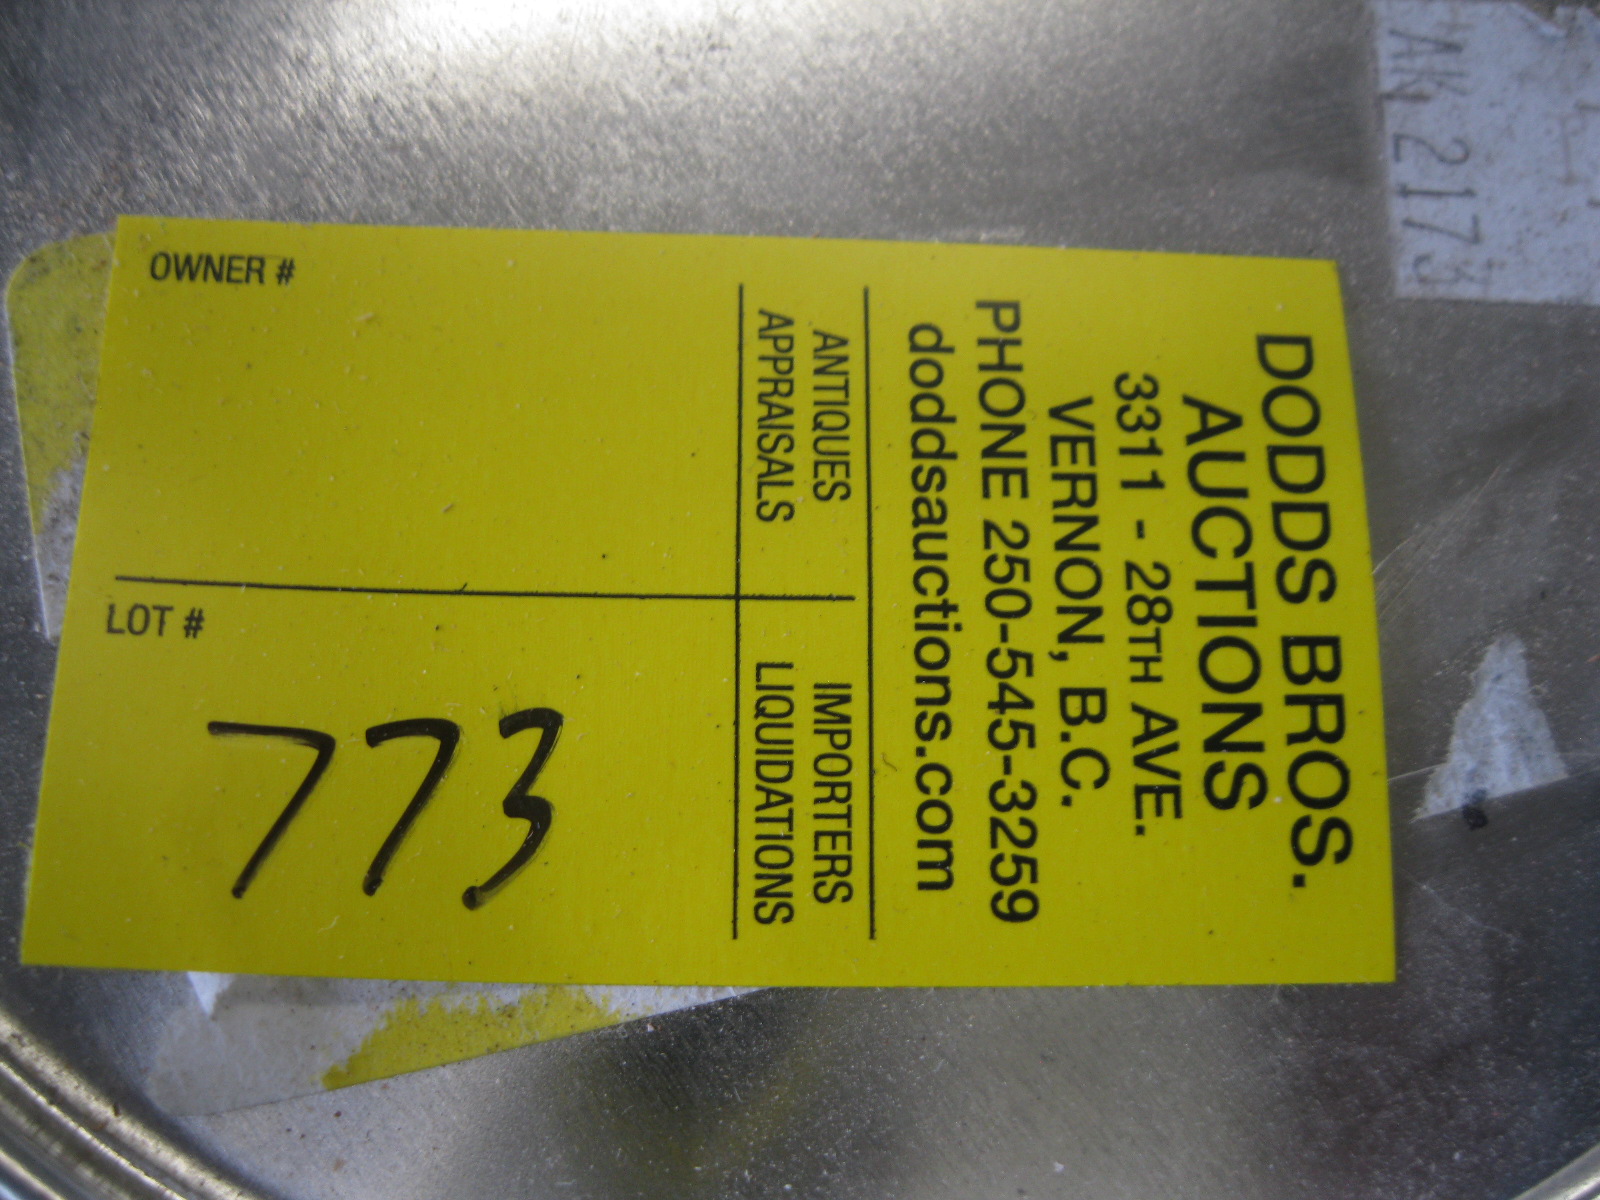 DODDS BROS.
AUCTIONS
3311 - 28TH AVE.
VERNON, B.C.
PHONE 250-545-3259
doddsauctions.com
ANTIQUES IMPORTERS
APPRAISALS LIQUIDATIONS
OWNER #
LOT #
773
2173